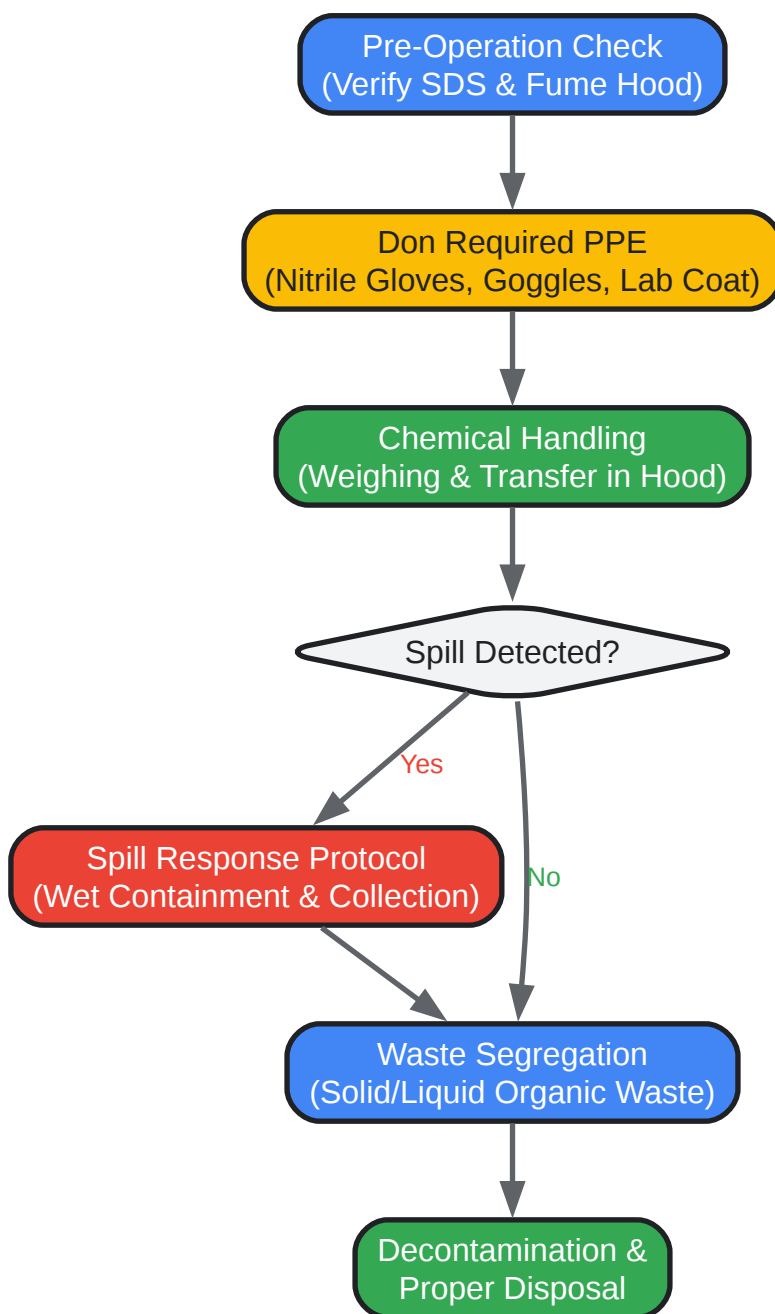 Pre-Operation Check
(Verify SDS & Fume Hood)
Don Required PPE
(Nitrile Gloves, Goggles, Lab Coat)
Chemical Handling
(Weighing & Transfer in Hood)
Spill Detected?
Yes
Spill Response Protocol
(Wet Containment & Collection)
No
Waste Segregation
(Solid/Liquid Organic Waste)
Decontamination &
Proper Disposal